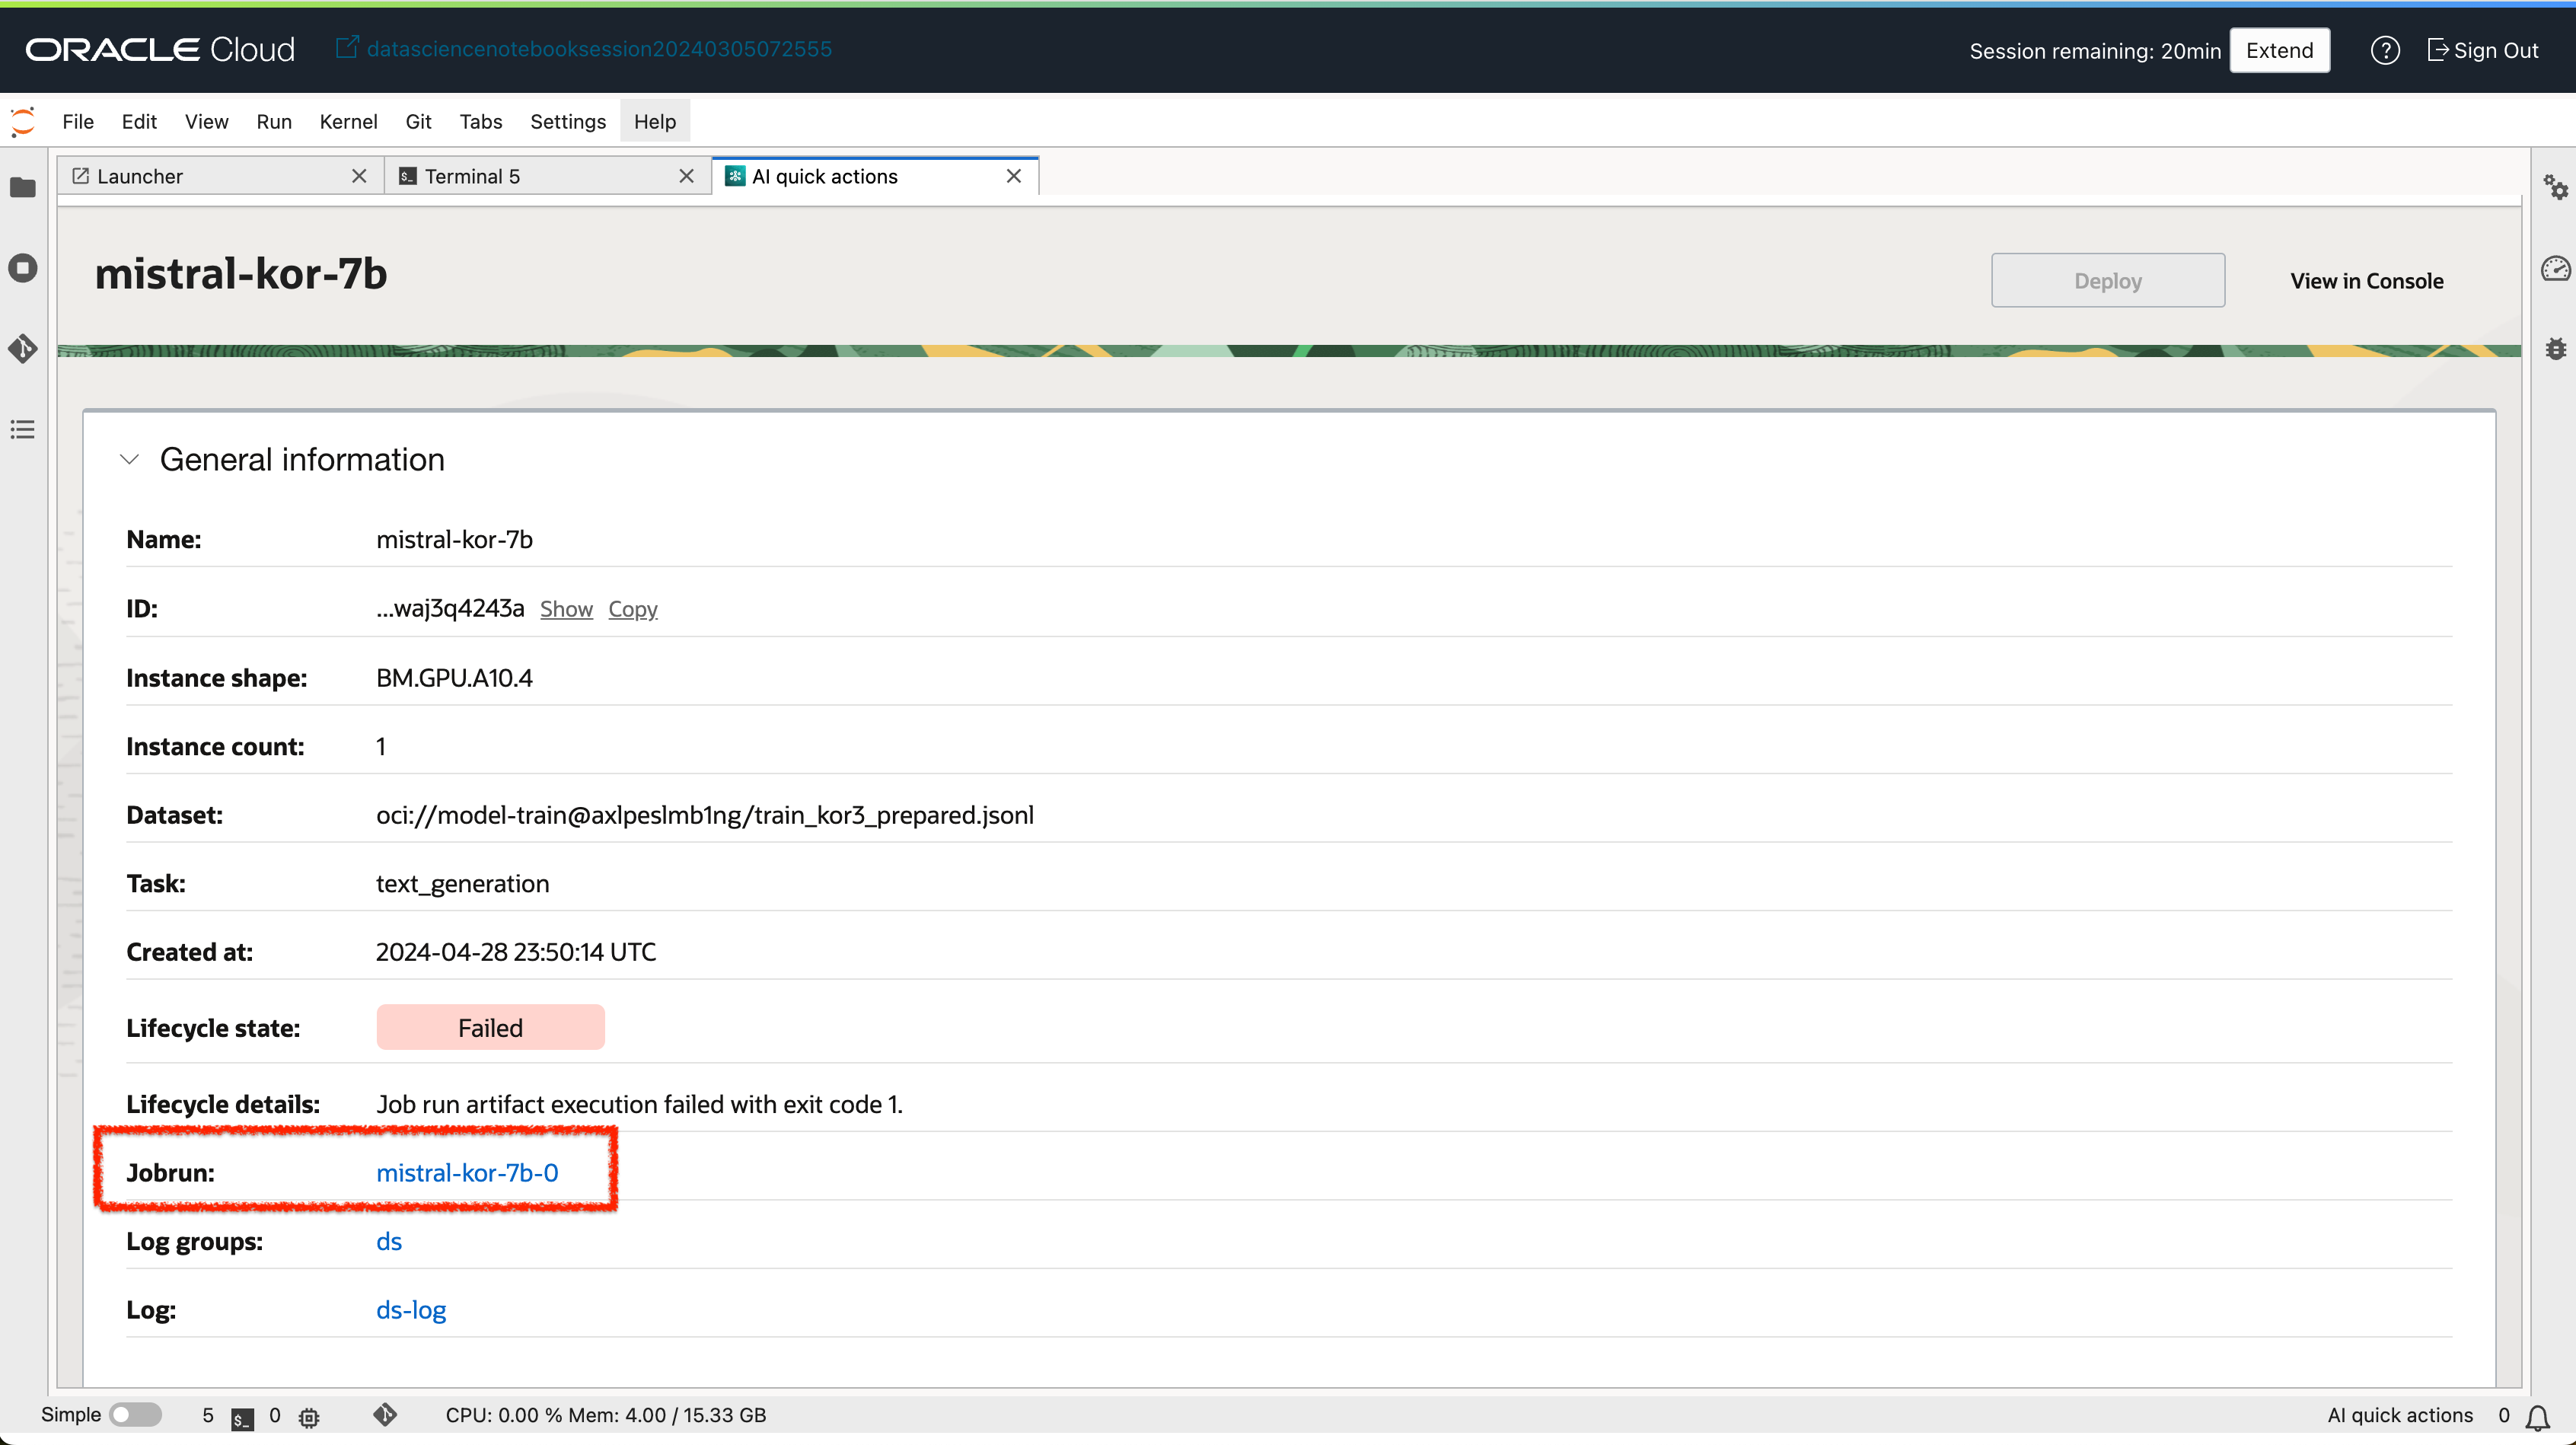 ORACLE Cloud datasciencenotebooksession20240305072555 Session remaining: 20min Extend ? Sign Out
File Edit View Run Kernel Git Tabs Settings Help
Launcher Terminal 5 AI quick actions
mistral-kor-7b Deploy View in Console
General information
Name: mistral-kor-7b
ID: ...waj3q4243a Show Copy
Instance shape: BM.GPU.A10.4
Instance count: 1
Dataset: oci://model-train@axlpeslmb1ng/train_kor3_prepared.jsonl
Task: text_generation
Created at: 2024-04-28 23:50:14 UTC
Lifecycle state: Failed
Lifecycle details: Job run artifact execution failed with exit code 1.
Jobrun: mistral-kor-7b-0
Log groups: ds
Log: ds-log
Simple 5 $_ 0 CPU: 0.00 % Mem: 4.00 / 15.33 GB AI quick actions 0